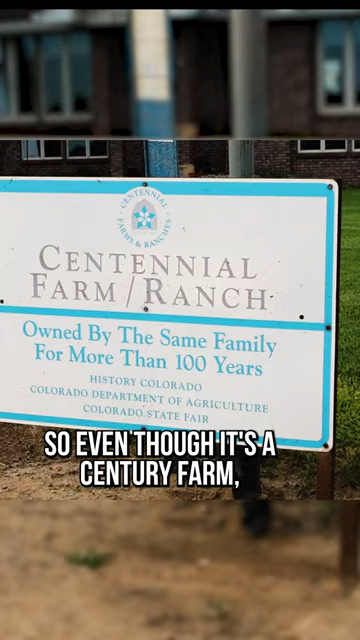 CENTENNIAL
FARMS & RANCHES
CENTENNIAL
FARM/RANCH
Owned By The Same Family
For More Than 100 Years
HISTORY COLORADO
COLORADO DEPARTMENT OF AGRICULTURE
COLORADO STATE FAIR
SO EVEN THOUGH IT'S A
CENTURY FARM,